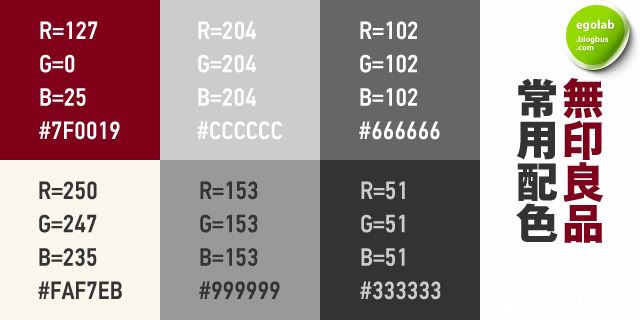 R=127
G=0
B=25
#7F0019
R=204
G=204
B=204
#CCCCCC
R=102
G=102
B=102
#666666
R=250
G=247
B=235
#FAF7EB
R=153
G=153
B=153
#999999
R=51
G=51
B=51
#333333
egolab
.blogbus
.com
無印良品
常用配色